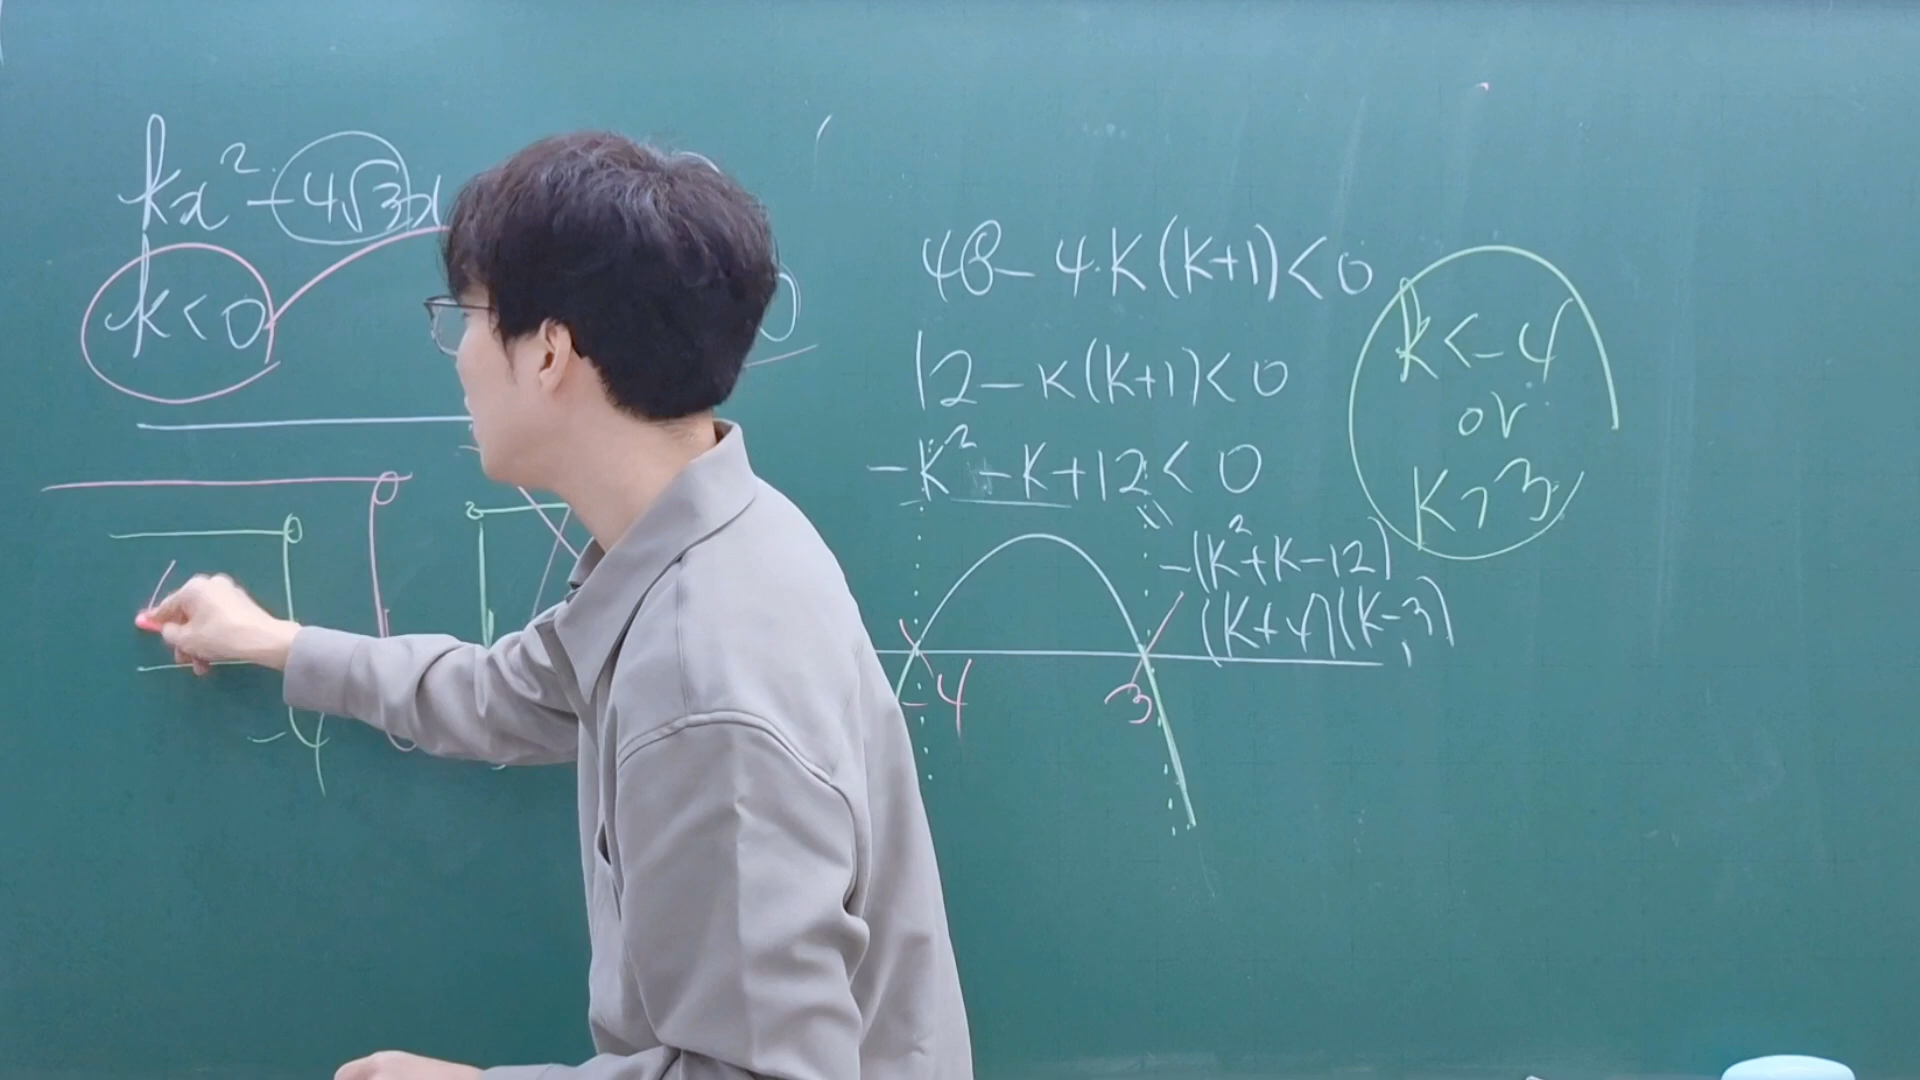 kx² - 4√3x
k < 0
0
-4
48 - 4·k(k+1) < 0
12 - k(k+1) < 0
-k² - k + 12 < 0
-(k² + k - 12)
(k+4)(k-3)
-4
3
k < -4
or
k > 3